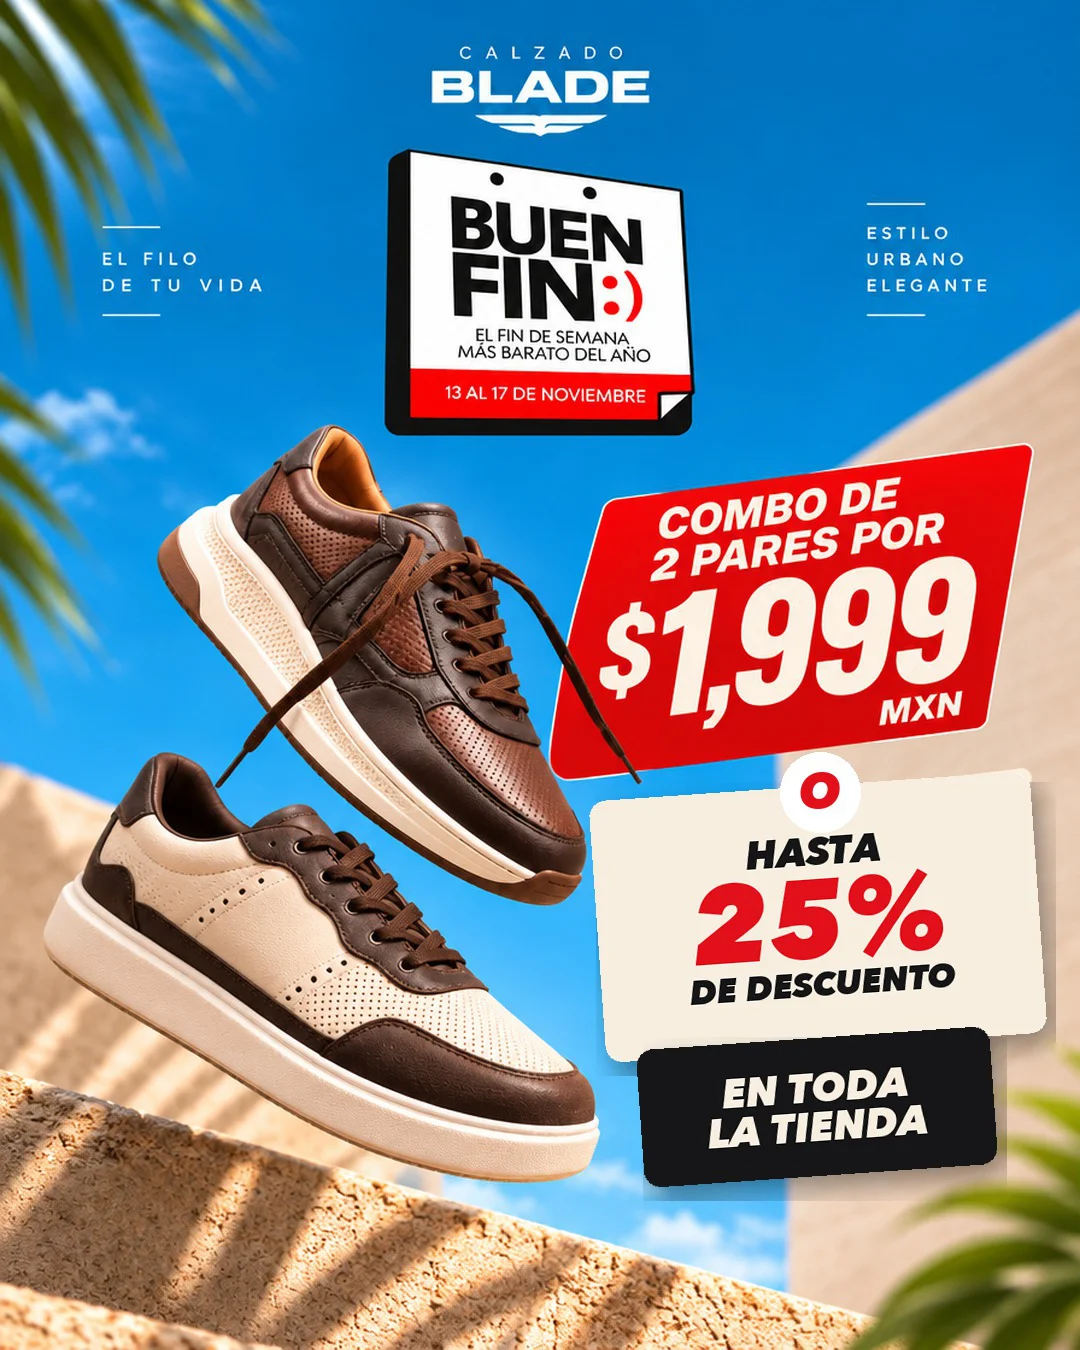 CALZADO
BLADE
BUEN
FIN:)
EL FIN DE SEMANA
MÁS BARATO DEL AÑO
13 AL 17 DE NOVIEMBRE
EL FILO
DE TU VIDA
ESTILO
URBANO
ELEGANTE
COMBO DE
2 PARES POR
$1,999
MXN
O
HASTA
25%
DE DESCUENTO
EN TODA
LA TIENDA